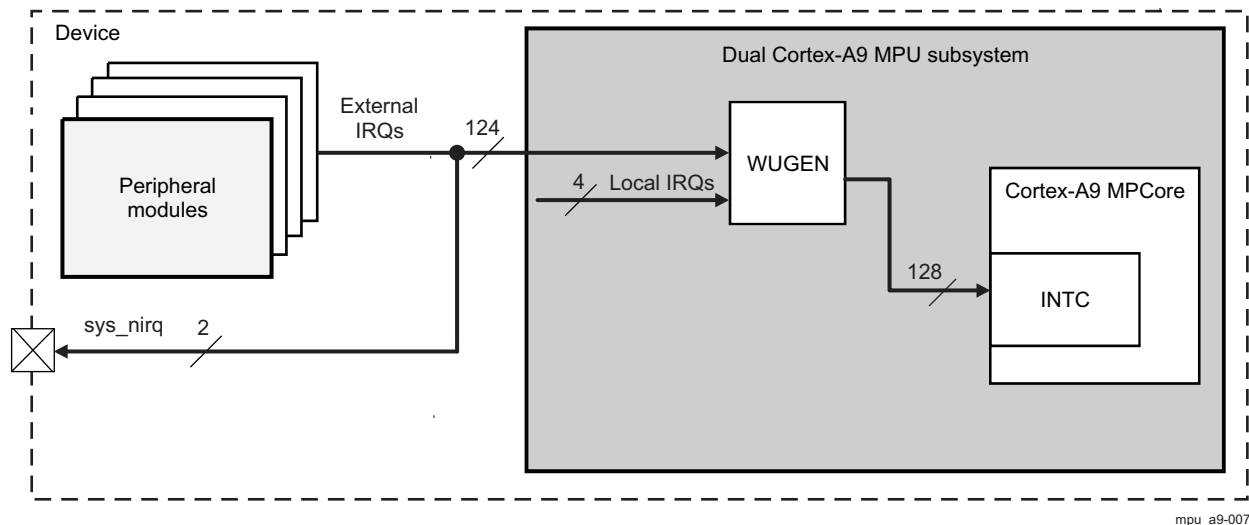 Device
Dual Cortex-A9 MPU subsystem
External
IRQs
124
WUGEN
4
Local IRQs
Peripheral
modules
Cortex-A9 MPCore
128
INTC
sys_nirq
2
mpu_a9-007